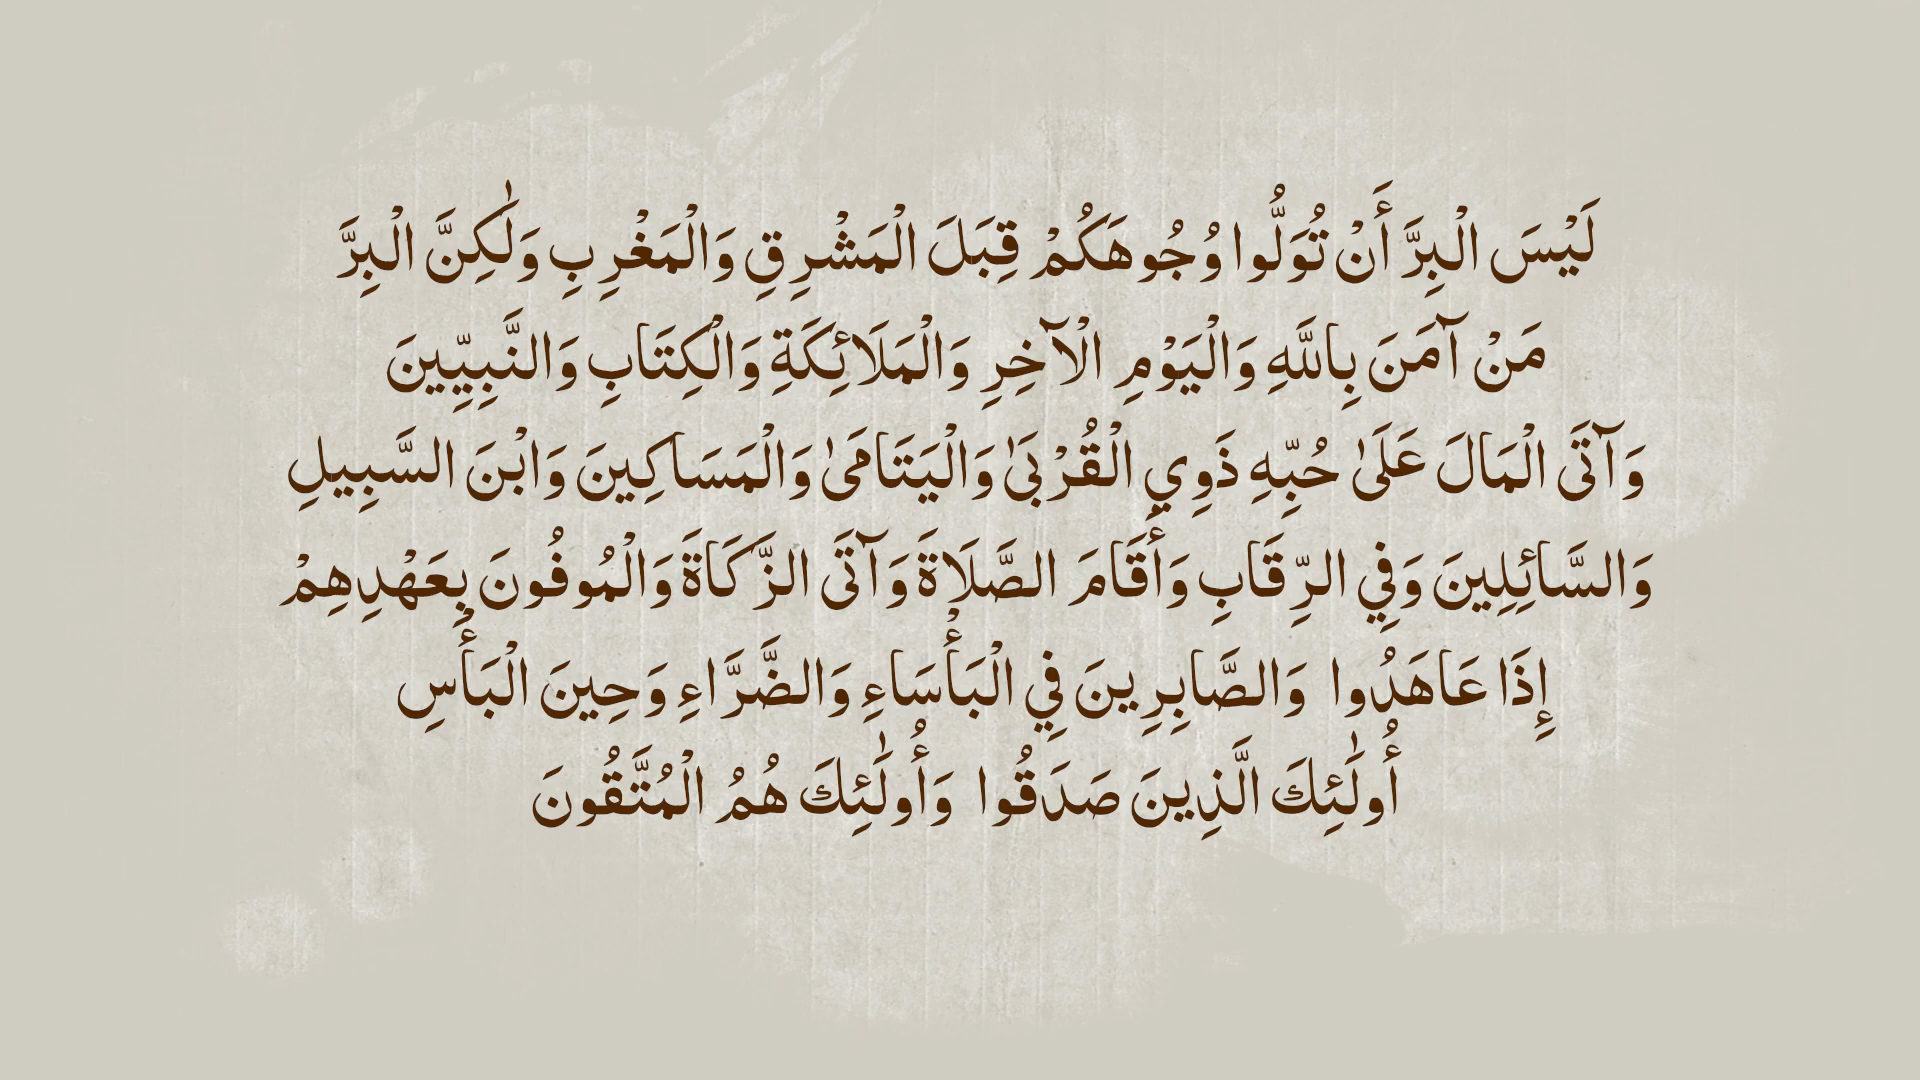 لَيْسَ الْبِرَّ أَنْ تُوَلُّوا وُجُوهَكُمْ قِبَلَ الْمَشْرِقِ وَالْمَغْرِبِ وَلَٰكِنَّ الْبِرَّ
مَنْ آمَنَ بِاللَّهِ وَالْيَوْمِ الْآخِرِ وَالْمَلَائِكَةِ وَالْكِتَابِ وَالنَّبِيِّينَ
وَآتَى الْمَالَ عَلَىٰ حُبِّهِ ذَوِي الْقُرْبَىٰ وَالْيَتَامَىٰ وَالْمَسَاكِينَ وَابْنَ السَّبِيلِ
وَالسَّائِلِينَ وَفِي الرِّقَابِ وَأَقَامَ الصَّلَاةَ وَآتَى الزَّكَاةَ وَالْمُوفُونَ بِعَهْدِهِمْ
إِذَا عَاهَدُوا وَالصَّابِرِينَ فِي الْبَأْسَاءِ وَالضَّرَّاءِ وَحِينَ الْبَأْسِ
أُولَٰئِكَ الَّذِينَ صَدَقُوا وَأُولَٰئِكَ هُمُ الْمُتَّقُونَ